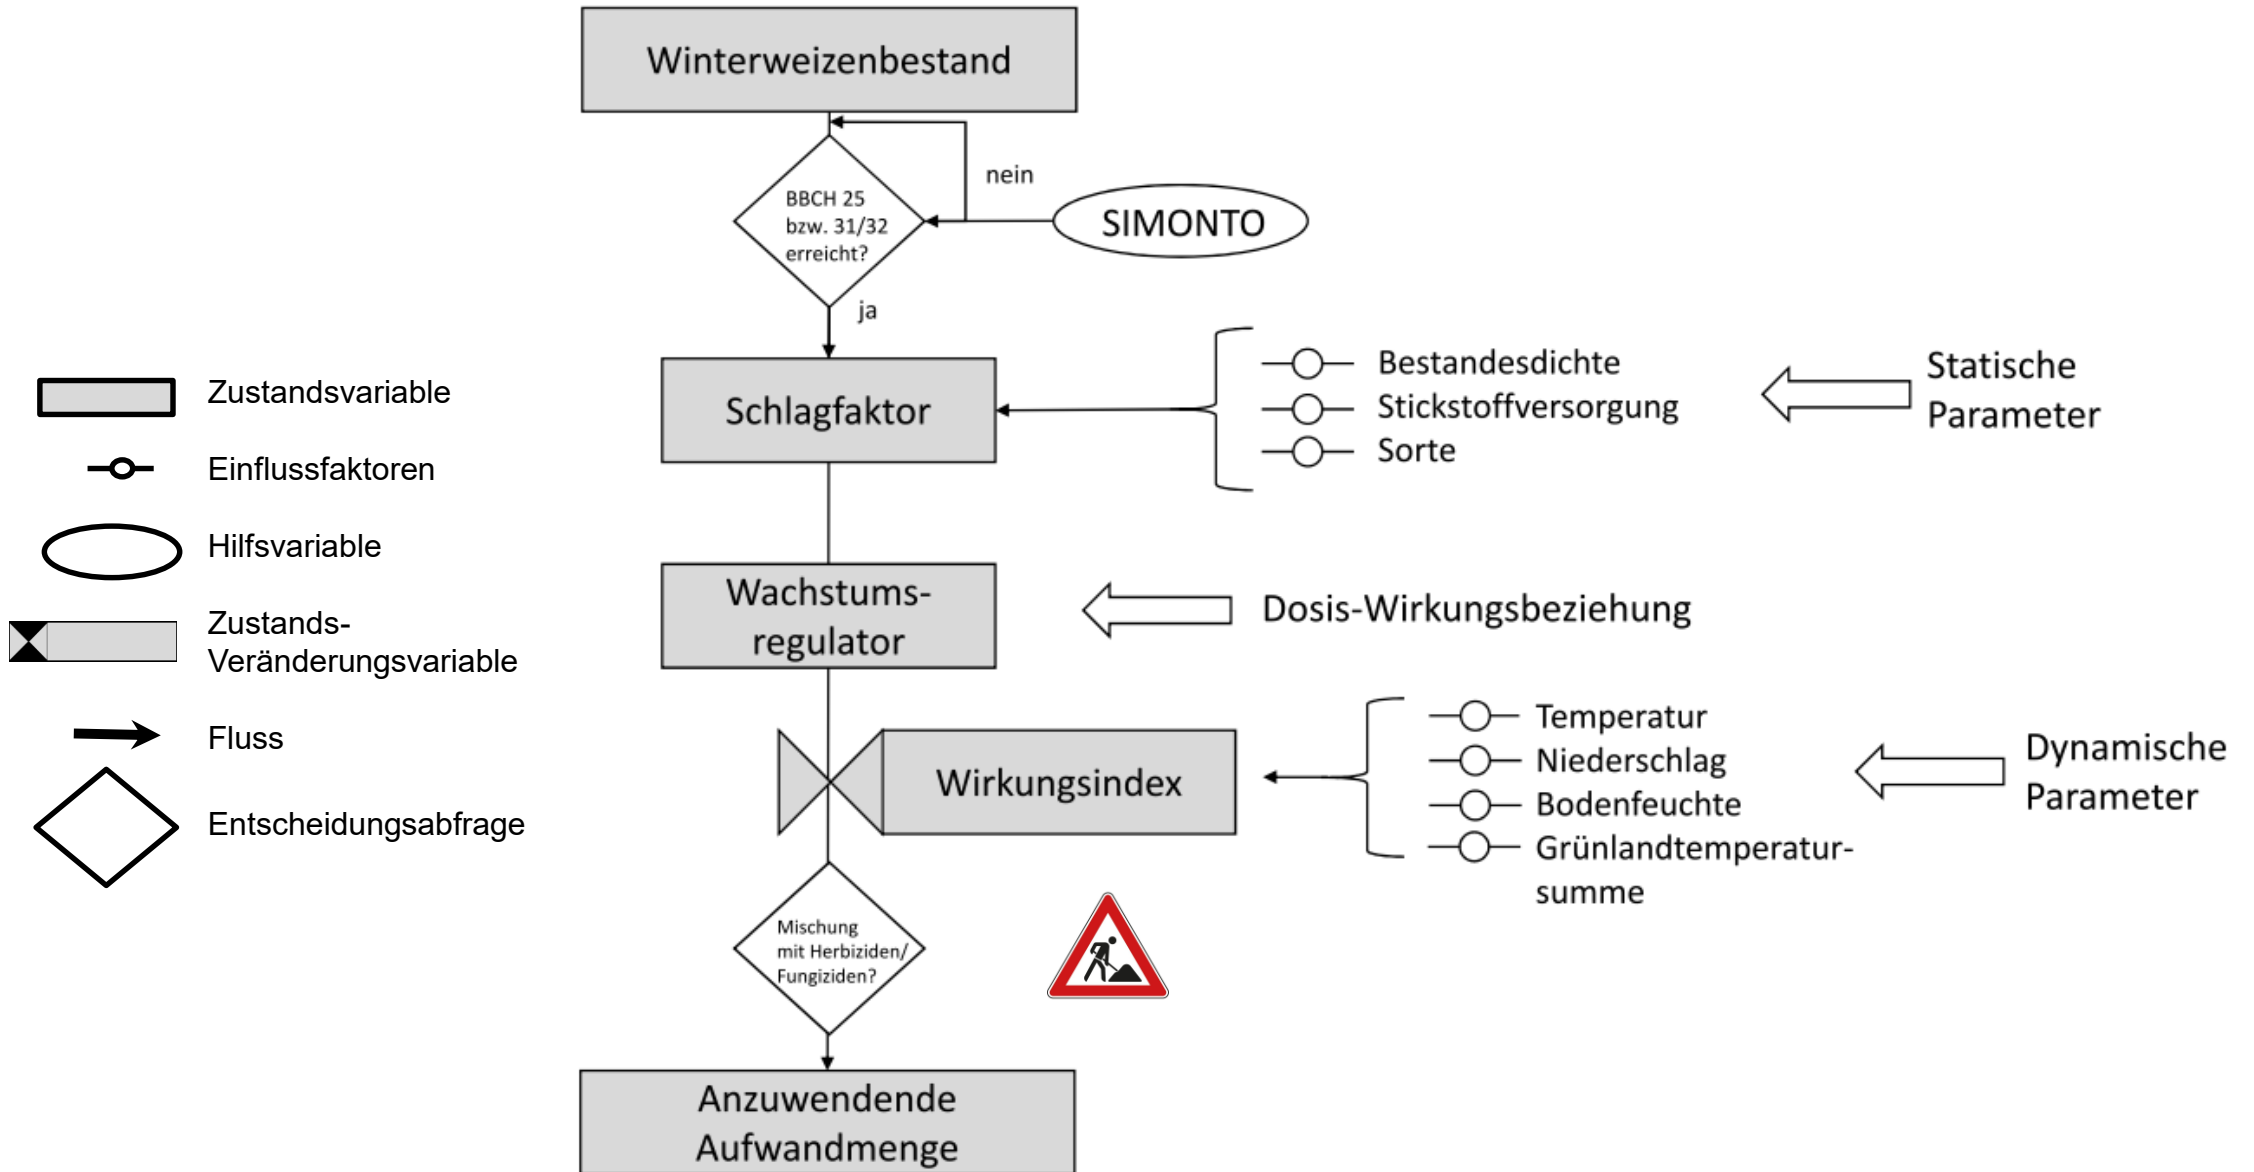 Winterweizenbestand
nein
BBCH 25
bzw. 31/32
erreicht?
SIMONTO
ja
Zustandsvariable
Einflussfaktoren
Hilfsvariable
Zustands-
Veränderungsvariable
Fluss
Entscheidungsabfrage
Schlagfaktor
Bestandesdichte
Stickstoffversorgung
Sorte
Statische
Parameter
Wachstums-
regulator
Dosis-Wirkungsbeziehung
Wirkungsindex
Temperatur
Niederschlag
Bodenfeuchte
Grünlandtemperatur-
summe
Dynamische
Parameter
Mischung
mit Herbiziden/
Fungiziden?
Anzuwendende
Aufwandmenge